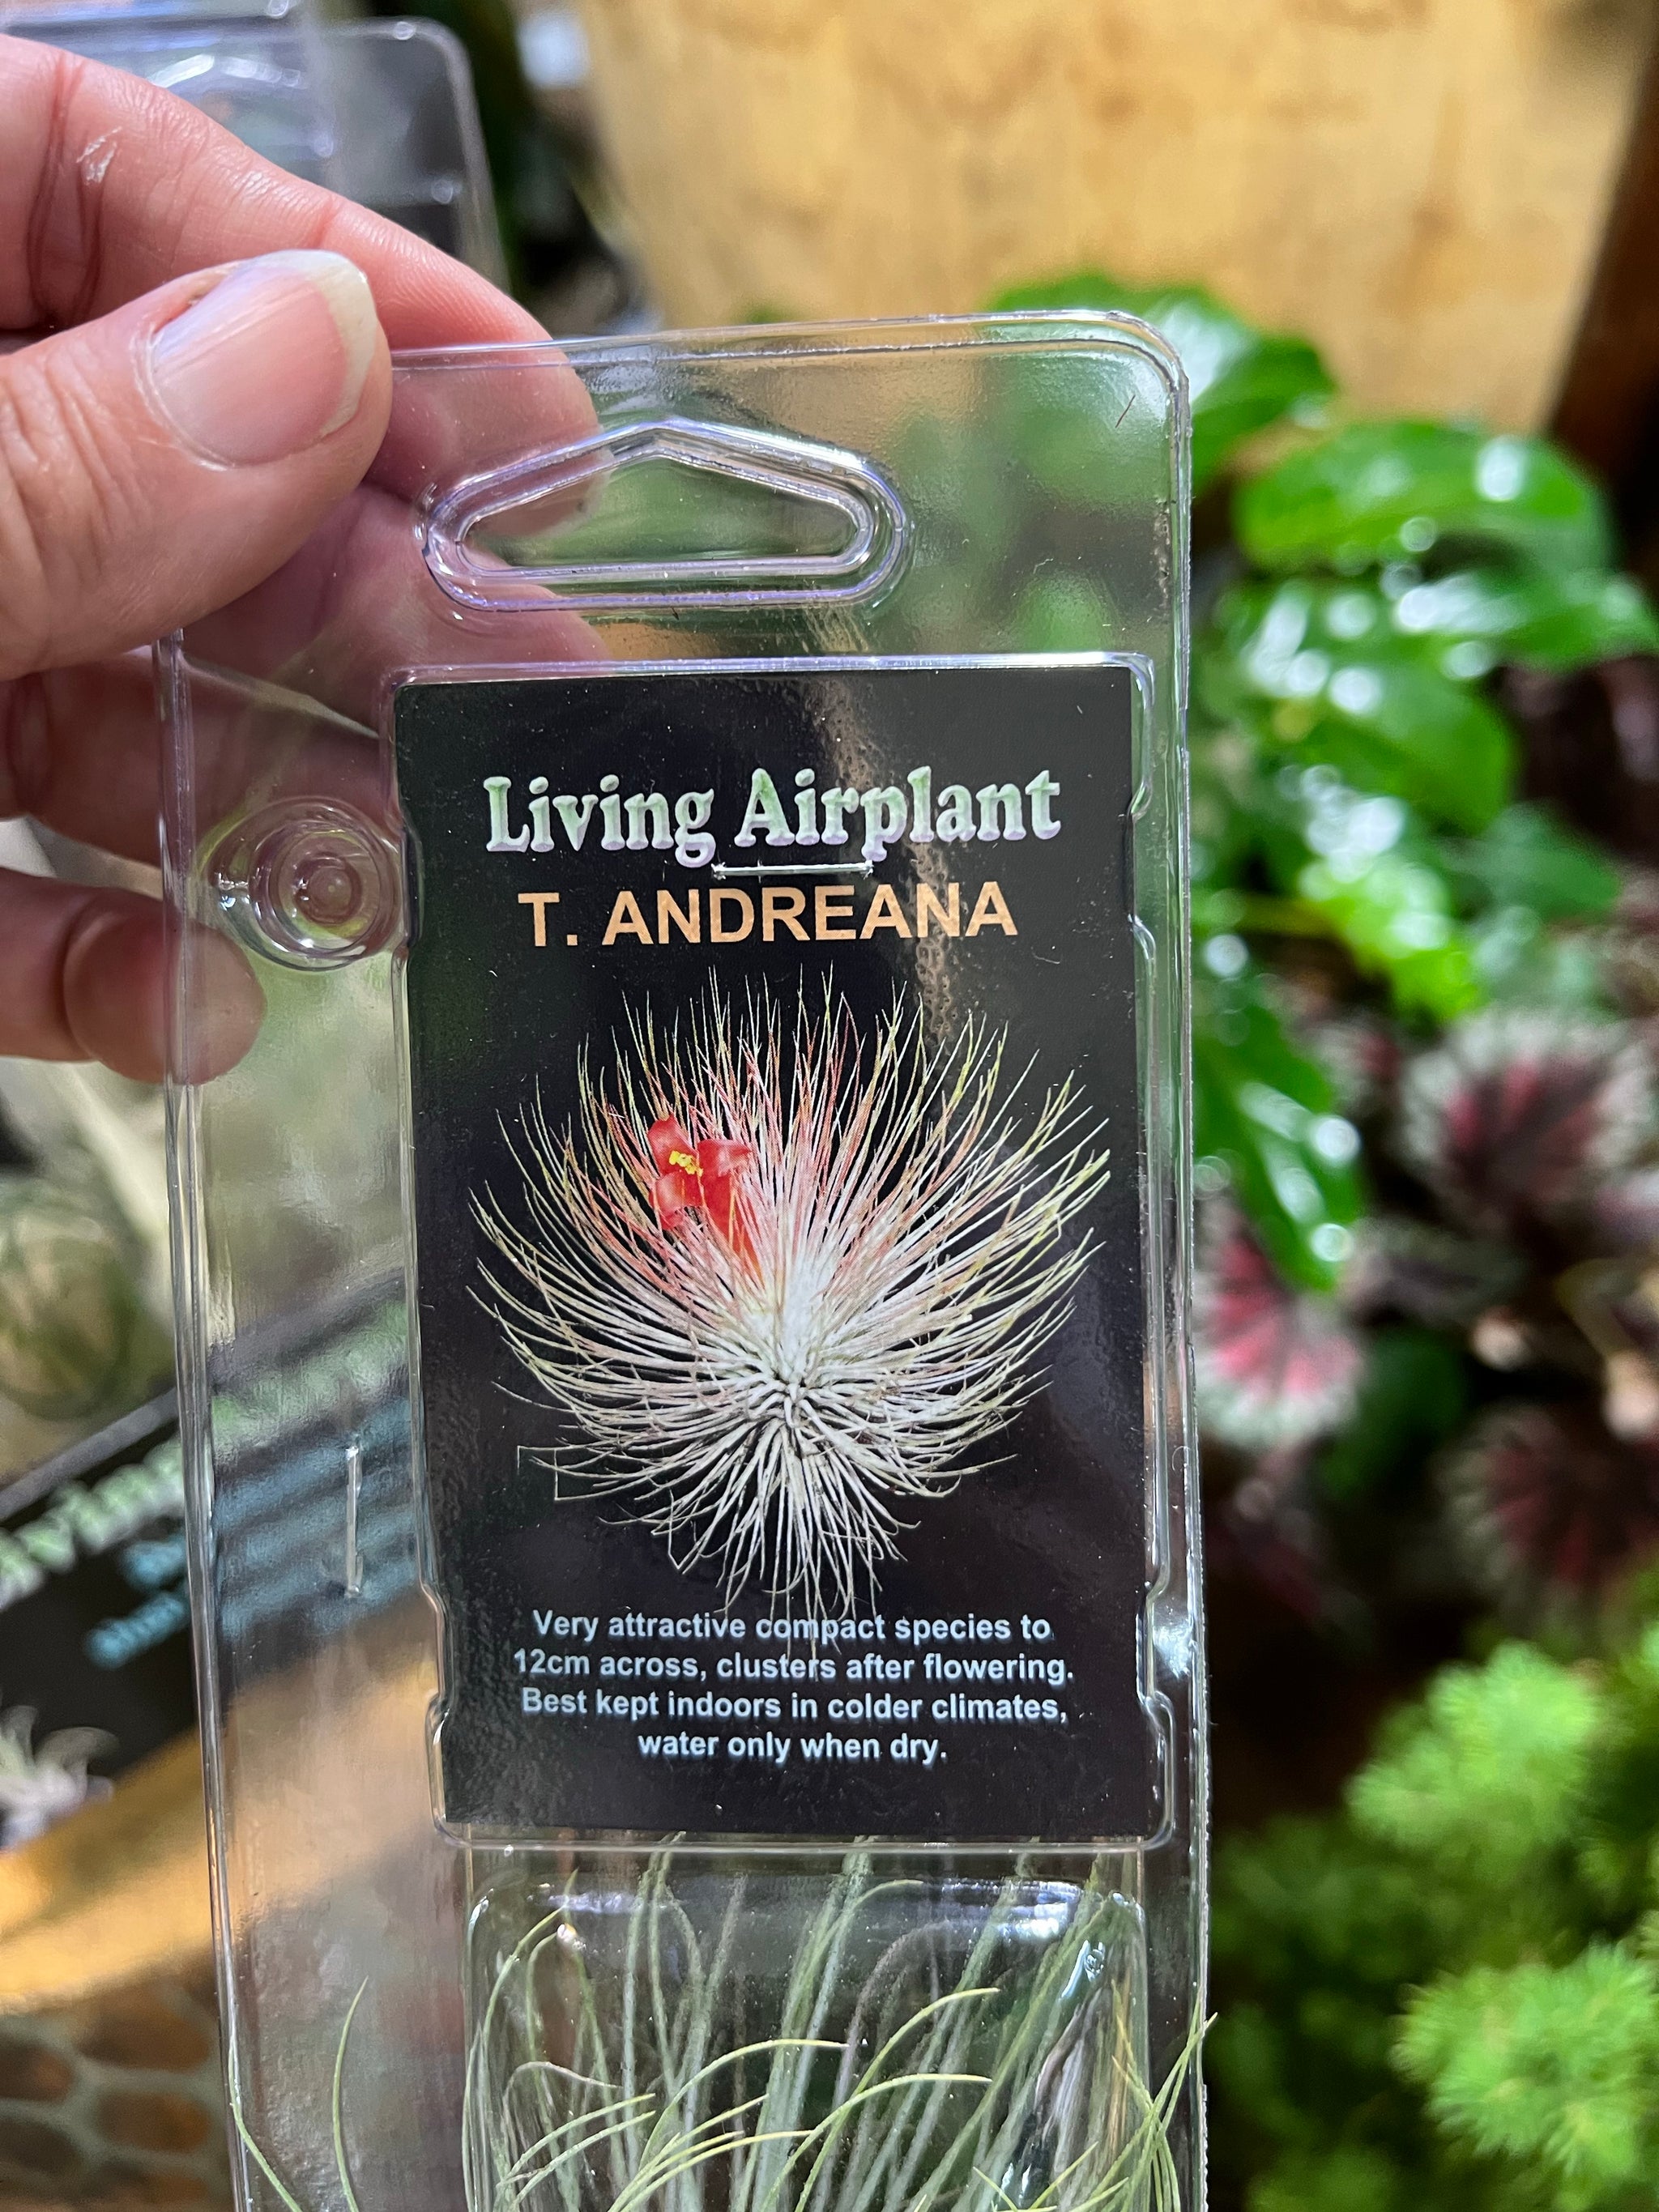 Living Airplant
T. ANDREANA
Very attractive compact species to
12cm across, clusters after flowering.
Best kept indoors in colder climates,
water only when dry.